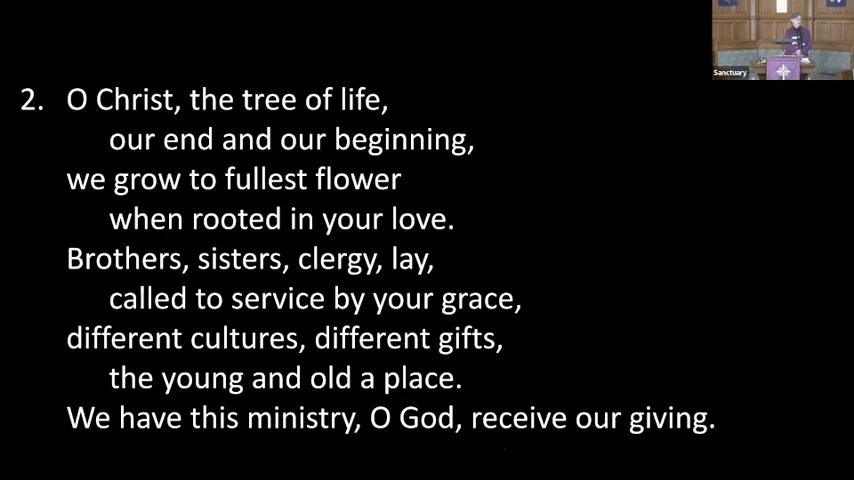 Sanctuary
2. O Christ, the tree of life,
our end and our beginning,
we grow to fullest flower
when rooted in your love.
Brothers, sisters, clergy, lay,
called to service by your grace,
different cultures, different gifts,
the young and old a place.
We have this ministry, O God, receive our giving.